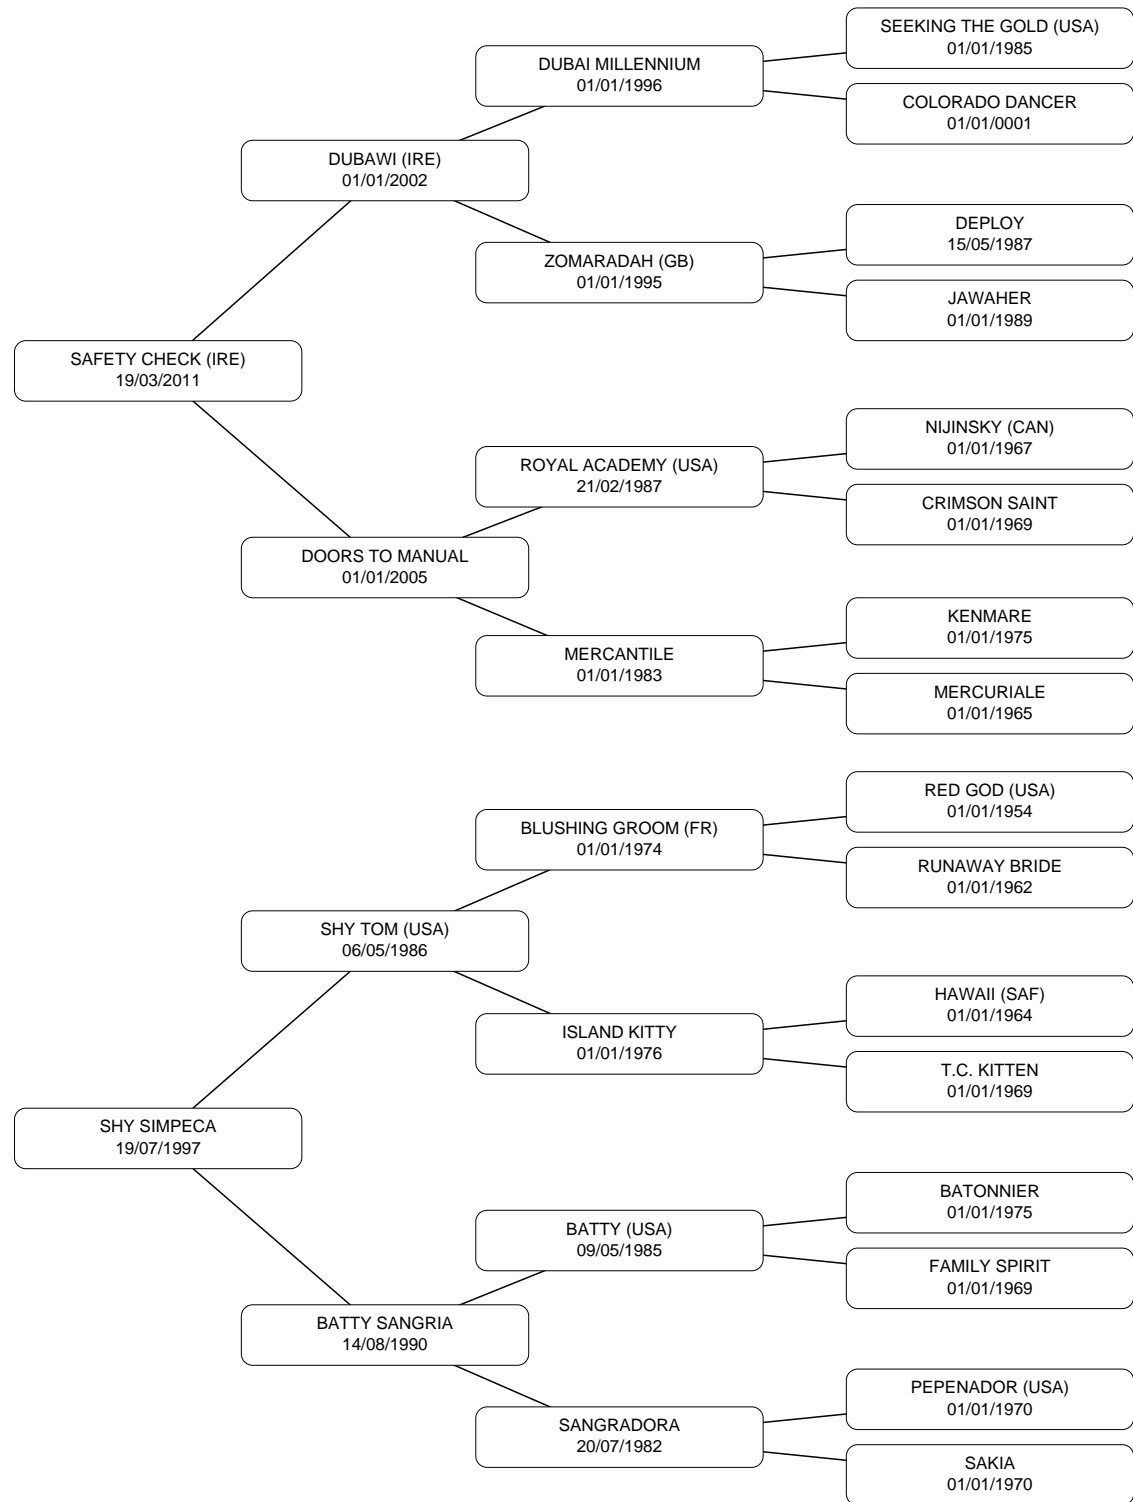 SEEKING THE GOLD (USA)
01/01/1985
DUBAI MILLENNIUM
01/01/1996
COLORADO DANCER
01/01/0001
DUBAWI (IRE)
01/01/2002
DEPLOY
15/05/1987
ZOMARADAH (GB)
01/01/1995
JAWAHER
01/01/1989
SAFETY CHECK (IRE)
19/03/2011
NIJINSKY (CAN)
01/01/1967
ROYAL ACADEMY (USA)
21/02/1987
CRIMSON SAINT
01/01/1969
DOORS TO MANUAL
01/01/2005
KENMARE
01/01/1975
MERCANTILE
01/01/1983
MERCURIALE
01/01/1965
RED GOD (USA)
01/01/1954
BLUSHING GROOM (FR)
01/01/1974
RUNAWAY BRIDE
01/01/1962
SHY TOM (USA)
06/05/1986
HAWAII (SAF)
01/01/1964
ISLAND KITTY
01/01/1976
T.C. KITTEN
01/01/1969
SHY SIMPECA
19/07/1997
BATONNIER
01/01/1975
BATTY (USA)
09/05/1985
FAMILY SPIRIT
01/01/1969
BATTY SANGRIA
14/08/1990
PEPENADOR (USA)
01/01/1970
SANGRADORA
20/07/1982
SAKIA
01/01/1970